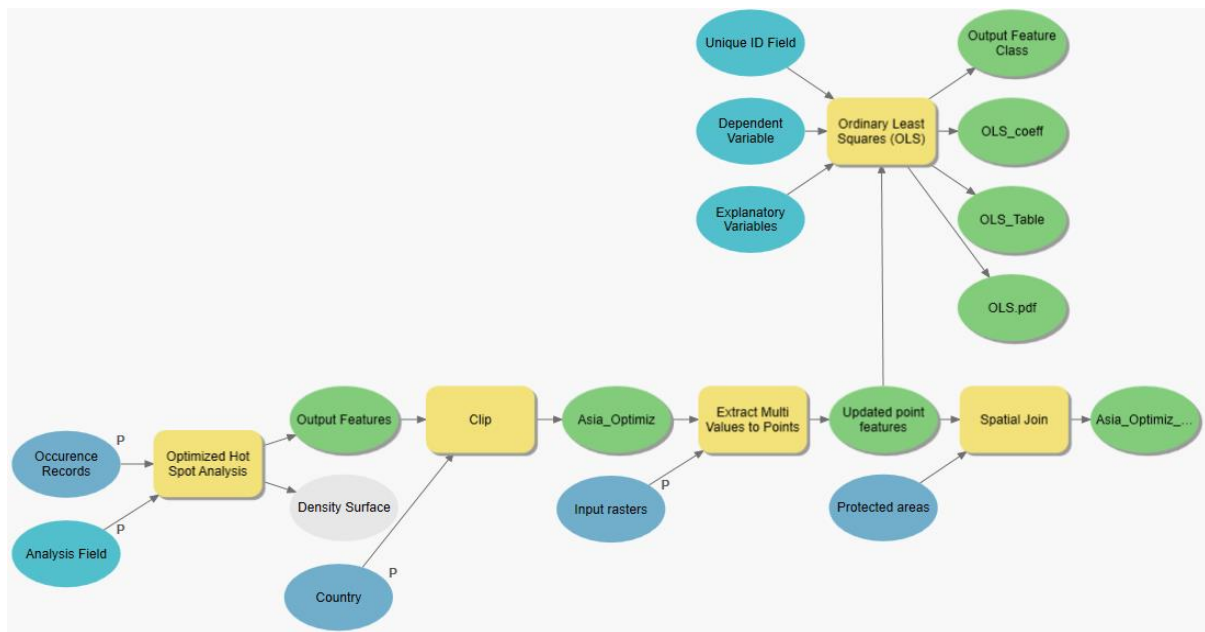 Unique ID Field
Output Feature
Class
Dependent
Variable
Ordinary Least
Squares (OLS)
OLS_coeff
Explanatory
Variables
OLS_Table
OLS.pdf
Output Features
Clip
Asia_Optimiz
Extract Multi
Values to Points
Updated point
features
Spatial Join
Asia_Optimiz_...
P
Occurence
Records
Optimized Hot
Spot Analysis
Density Surface
P
Input rasters
Protected areas
P
Analysis Field
P
Country